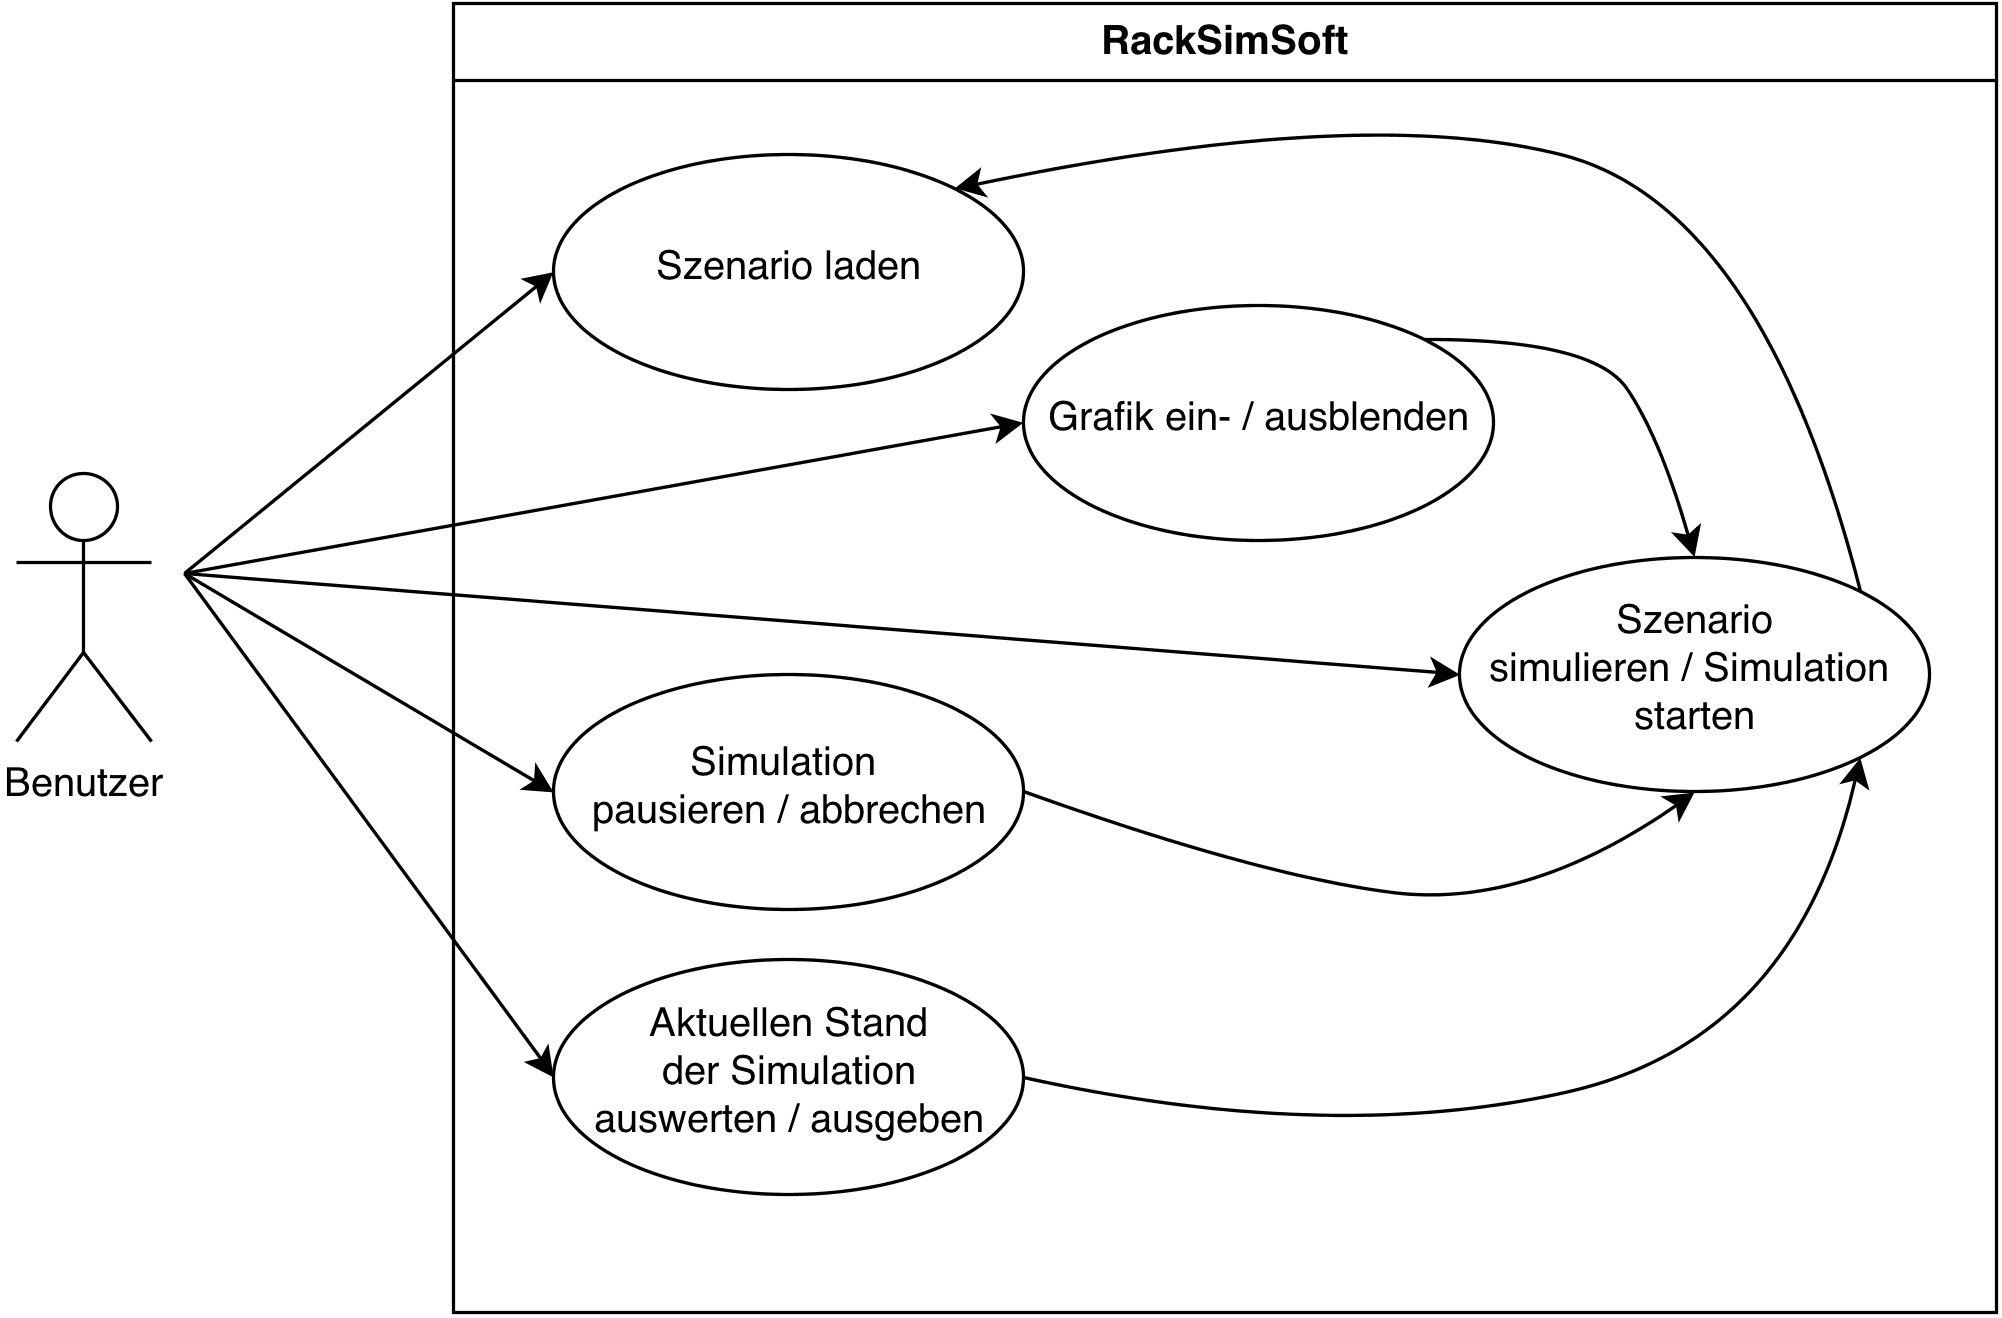 RackSimSoft
Szenario laden
Grafik ein- / ausblenden
Szenario
simulieren / Simulation
starten
Simulation
pausieren / abbrechen
Benutzer
Aktuellen Stand
der Simulation
auswerten / ausgeben